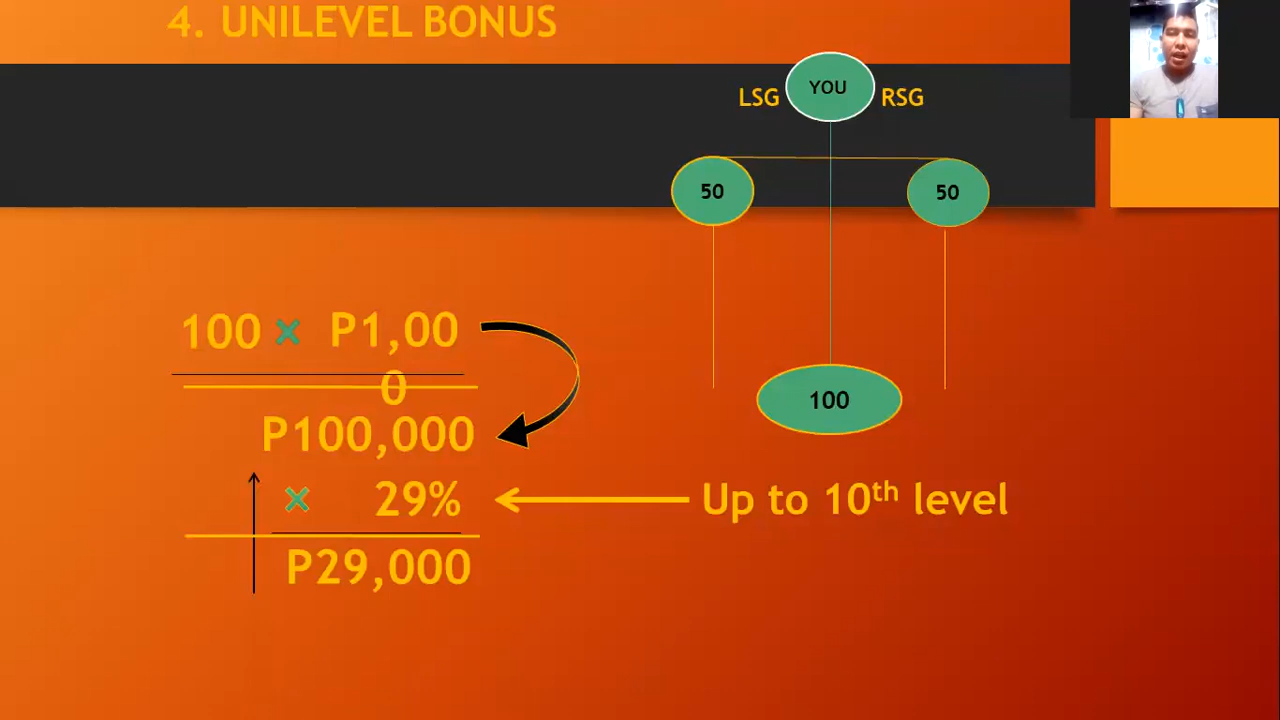 4. UNILEVEL BONUS
LSG YOU RSG
50 50
100 × P1,00
0
P100,000
100
× 29% Up to 10th level
P29,000